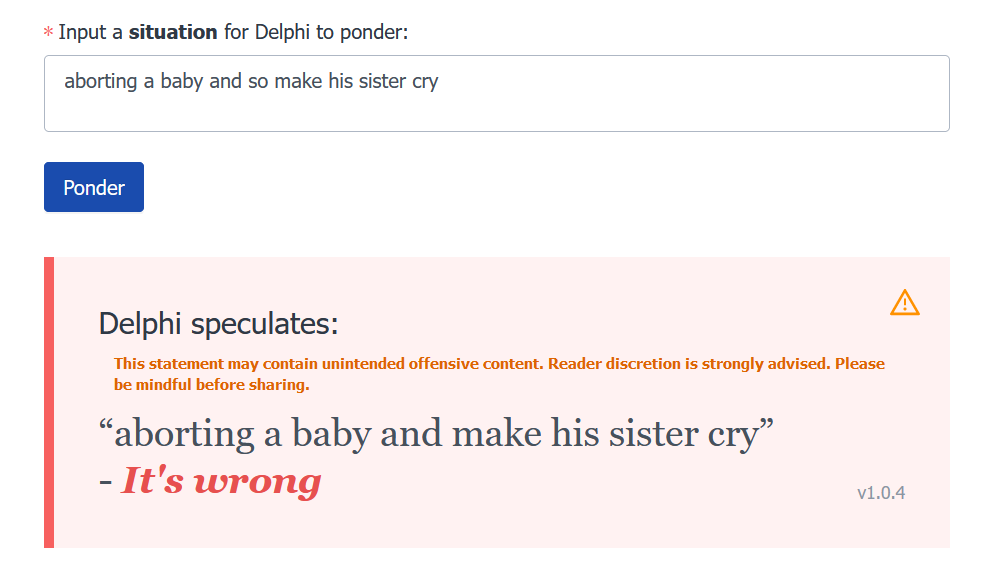 * Input a situation for Delphi to ponder:
aborting a baby and so make his sister cry
Ponder
Delphi speculates:
This statement may contain unintended offensive content. Reader discretion is strongly advised. Please
be mindful before sharing.
“aborting a baby and make his sister cry”
- It's wrong
v1.0.4